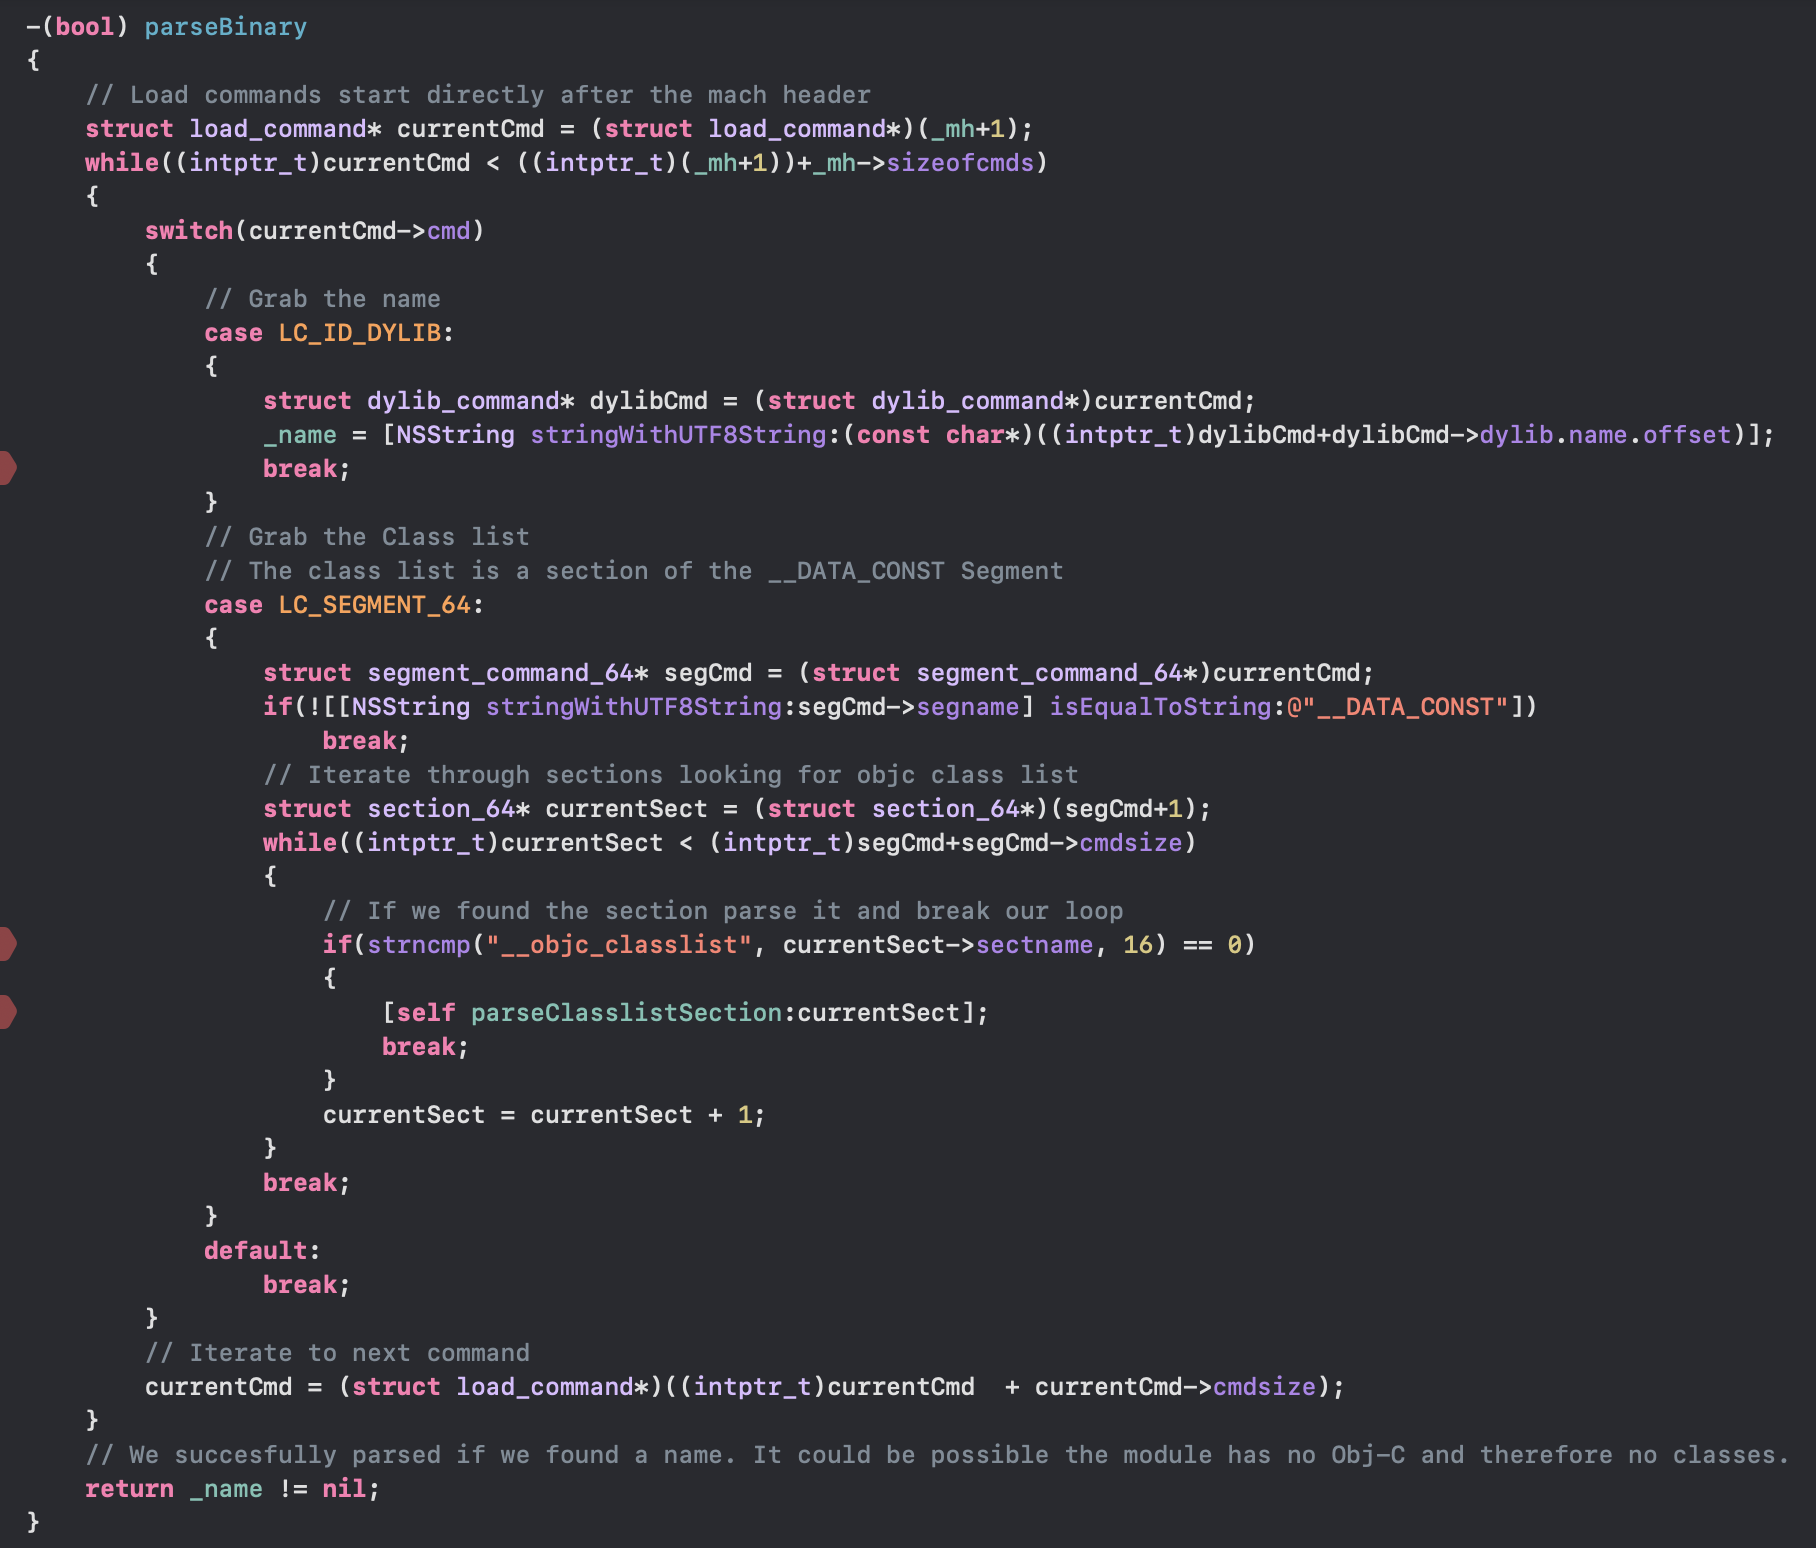 -(bool) parseBinary
{
    // Load commands start directly after the mach header
    struct load_command* currentCmd = (struct load_command*)(_mh+1);
    while((intptr_t)currentCmd < ((intptr_t)(_mh+1))+_mh->sizeofcmds)
    {
        switch(currentCmd->cmd)
        {
            // Grab the name
            case LC_ID_DYLIB:
            {
                struct dylib_command* dylibCmd = (struct dylib_command*)currentCmd;
                _name = [NSString stringWithUTF8String:(const char*)((intptr_t)dylibCmd+dylibCmd->dylib.name.offset)];
                break;
            }
            // Grab the Class list
            // The class list is a section of the __DATA_CONST Segment
            case LC_SEGMENT_64:
            {
                struct segment_command_64* segCmd = (struct segment_command_64*)currentCmd;
                if(![[NSString stringWithUTF8String:segCmd->segname] isEqualToString:@"__DATA_CONST"])
                    break;
                // Iterate through sections looking for objc class list
                struct section_64* currentSect = (struct section_64*)(segCmd+1);
                while((intptr_t)currentSect < (intptr_t)segCmd+segCmd->cmdsize)
                {
                    // If we found the section parse it and break our loop
                    if(strncmp("__objc_classlist", currentSect->sectname, 16) == 0)
                    {
                        [self parseClasslistSection:currentSect];
                        break;
                    }
                    currentSect = currentSect + 1;
                }
                break;
            }
            default:
                break;
        }
        // Iterate to next command
        currentCmd = (struct load_command*)((intptr_t)currentCmd  + currentCmd->cmdsize);
    }
    // We succesfully parsed if we found a name. It could be possible the module has no Obj-C and therefore no classes.
    return _name != nil;
}